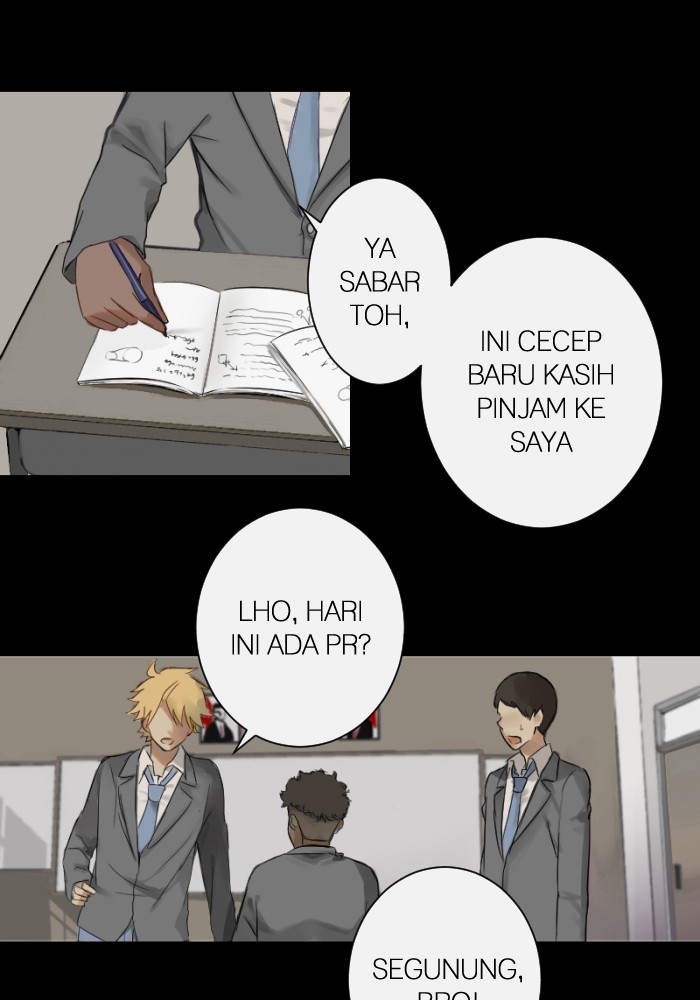 YA
SABAR
TOH,
INI CECEP
BARU KASIH
PINJAM KE
SAYA
LHO, HARI
INI ADA PR?
SEGUNUNG,